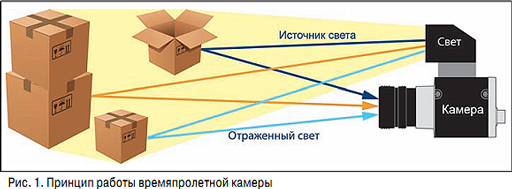 Источник света
Свет
Камера
Отраженный свет
Рис. 1. Принцип работы времяпролетной камеры